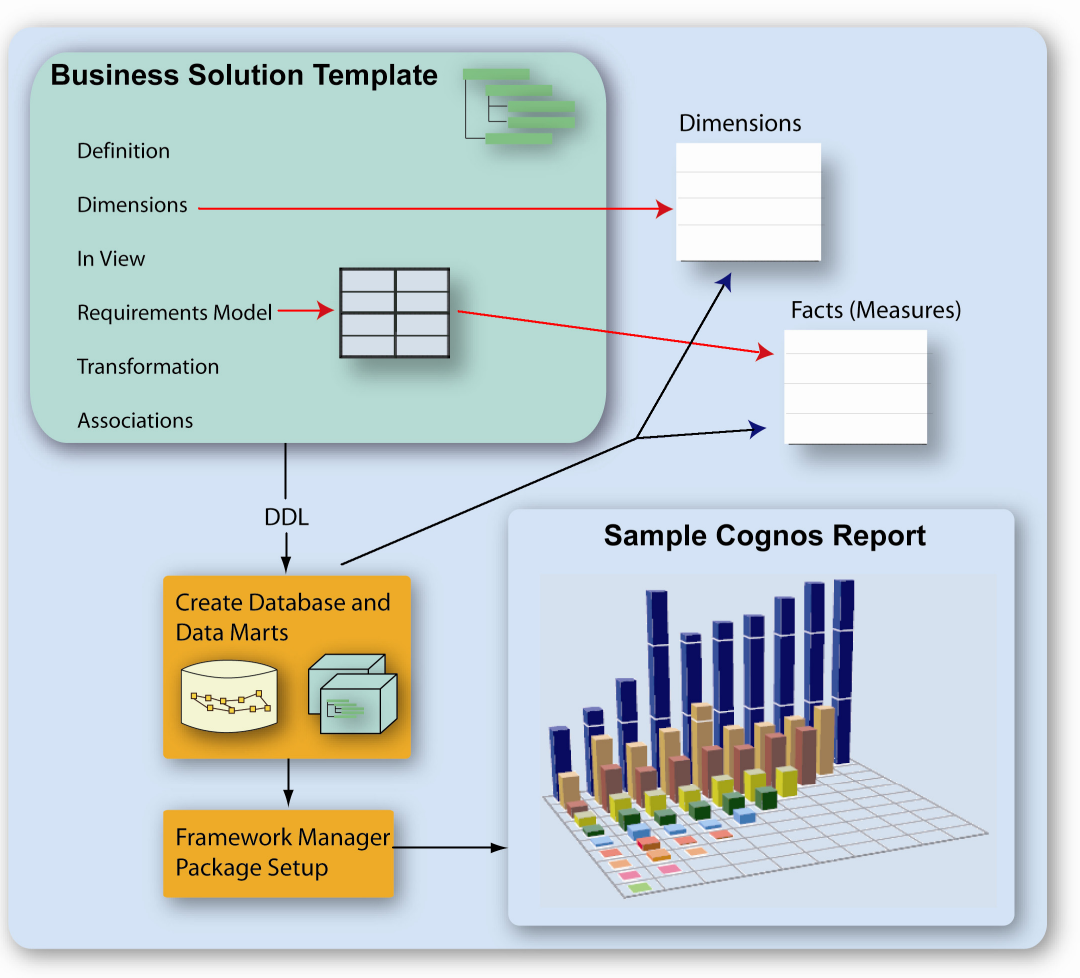 Business Solution Template
Definition
Dimensions
In View
Requirements Model
Transformation
Associations
Dimensions
Facts (Measures)
DDL
Create Database and
Data Marts
Framework Manager
Package Setup
Sample Cognos Report